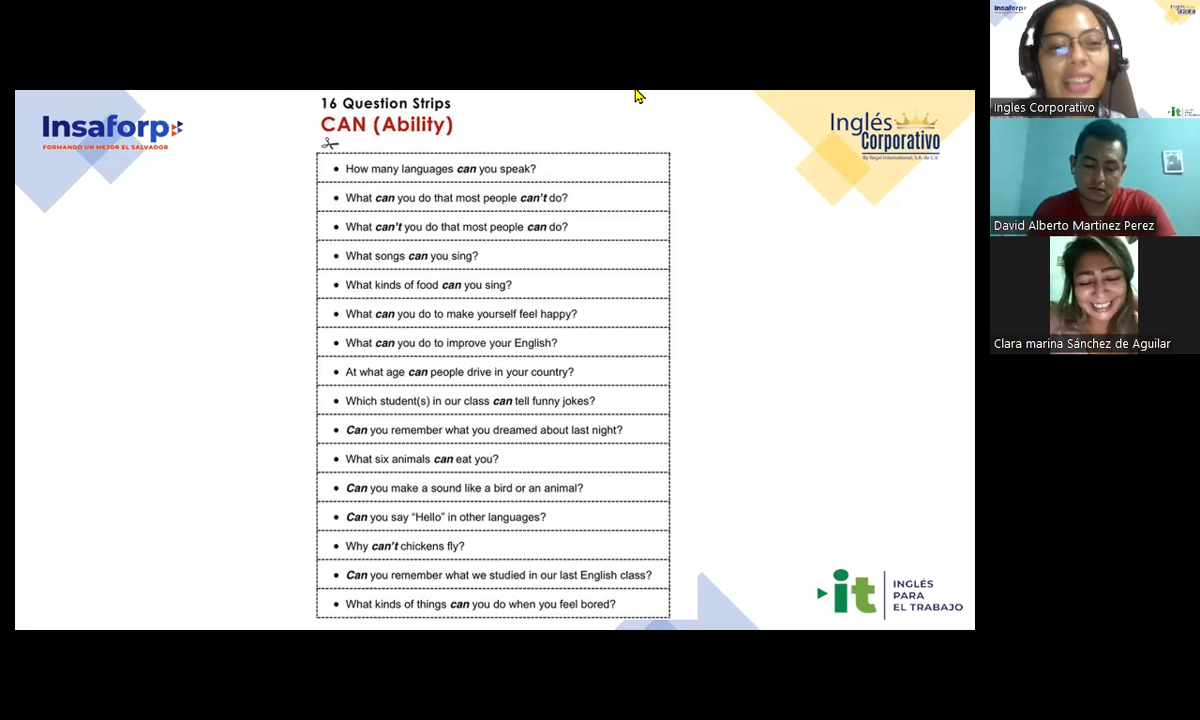 Insaforp
FORMANDO UN MEJOR EL SALVADOR
16 Question Strips
CAN (Ability)
Inglés
Corporativo
By Regal International, S.A. de C.V.
• How many languages can you speak?
• What can you do that most people can't do?
• What can't you do that most people can do?
• What songs can you sing?
• What kinds of food can you sing?
• What can you do to make yourself feel happy?
• What can you do to improve your English?
• At what age can people drive in your country?
• Which student(s) in our class can tell funny jokes?
• Can you remember what you dreamed about last night?
• What six animals can eat you?
• Can you make a sound like a bird or an animal?
• Can you say “Hello” in other languages?
• Why can't chickens fly?
• Can you remember what we studied in our last English class?
• What kinds of things can you do when you feel bored?
it
INGLÉS
PARA
EL TRABAJO
Insaforp
it
Ingles Corporativo
David Alberto Martinez Perez
Clara marina Sánchez de Aguilar